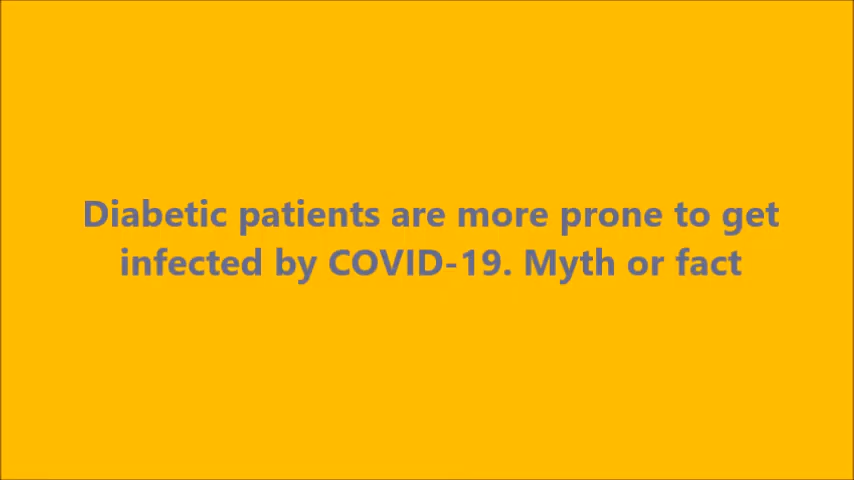 Diabetic patients are more prone to get
infected by COVID-19. Myth or fact